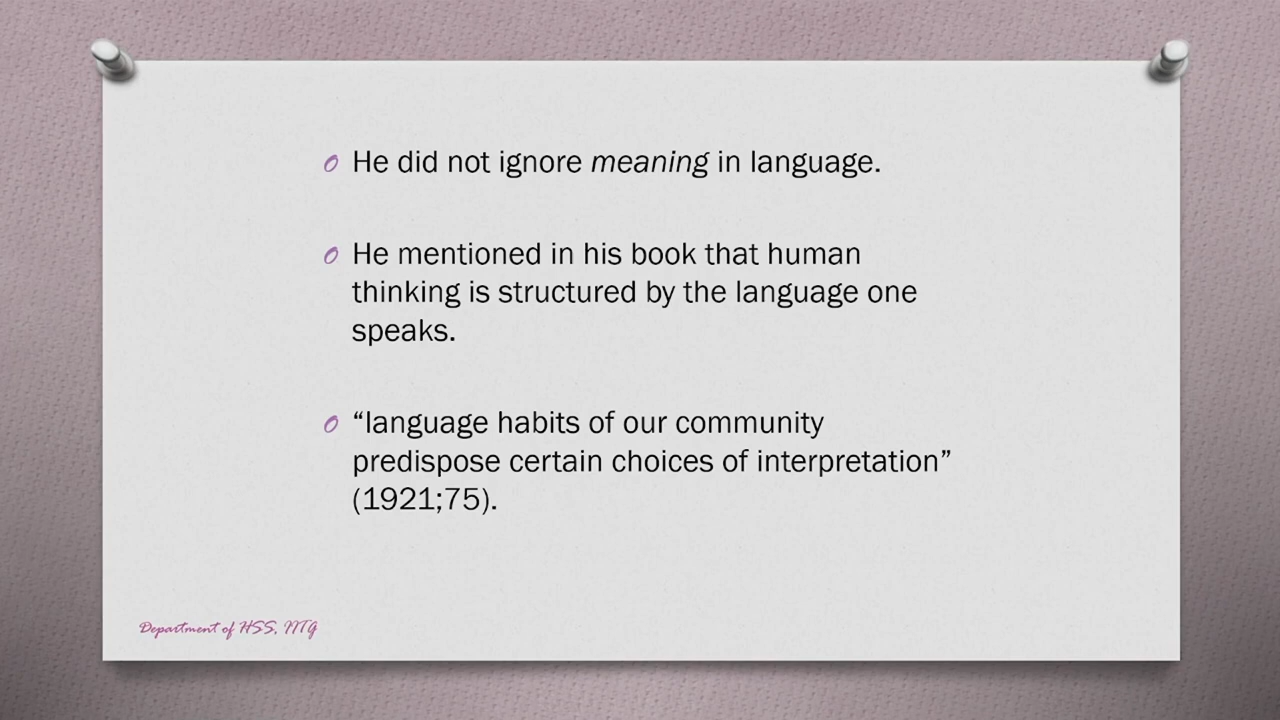 He did not ignore meaning in language.
He mentioned in his book that human
thinking is structured by the language one
speaks.
“language habits of our community
predispose certain choices of interpretation”
(1921;75).
Department of HSS, IITG